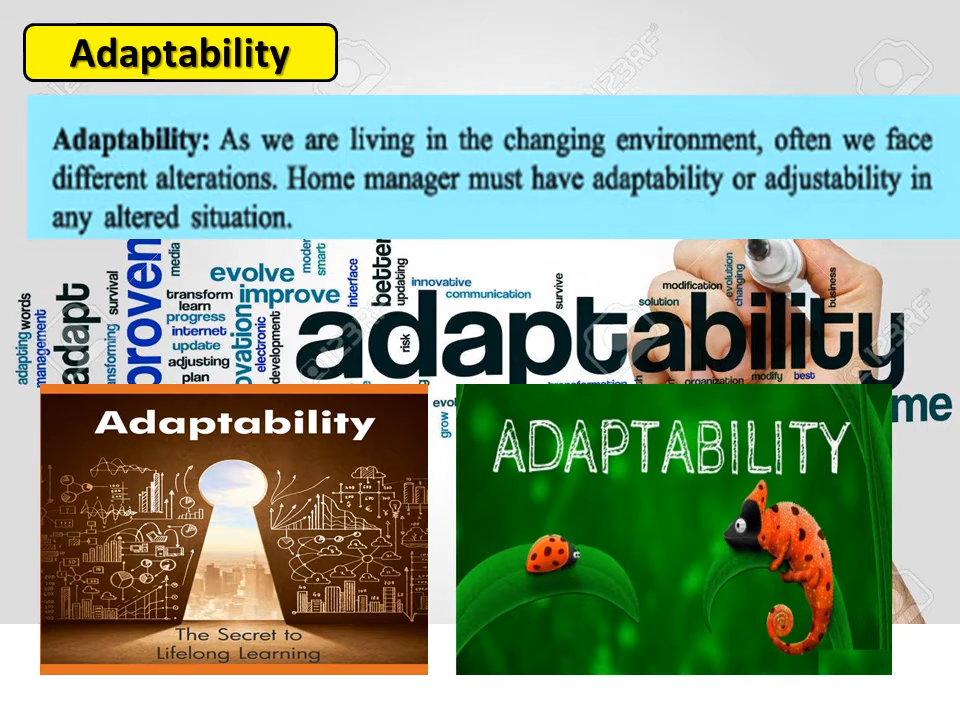 Adaptability
Adaptability: As we are living in the changing environment, often we face
different alterations. Home manager must have adaptability or adjustability in
any altered situation.
123RF
adapting words
management
adapt
survival
proven
media
evolve
modern
smart
transform
improve
learn
progress
internet
update
adjusting
plan
electronic
development
interface
better
updating
innovative
communication
survive
adaptability
risk
solution
modification
evolution
changing
business
organization
modify
best
grow
me
Adaptability
The Secret to
Lifelong Learning
ADAPTABILITY